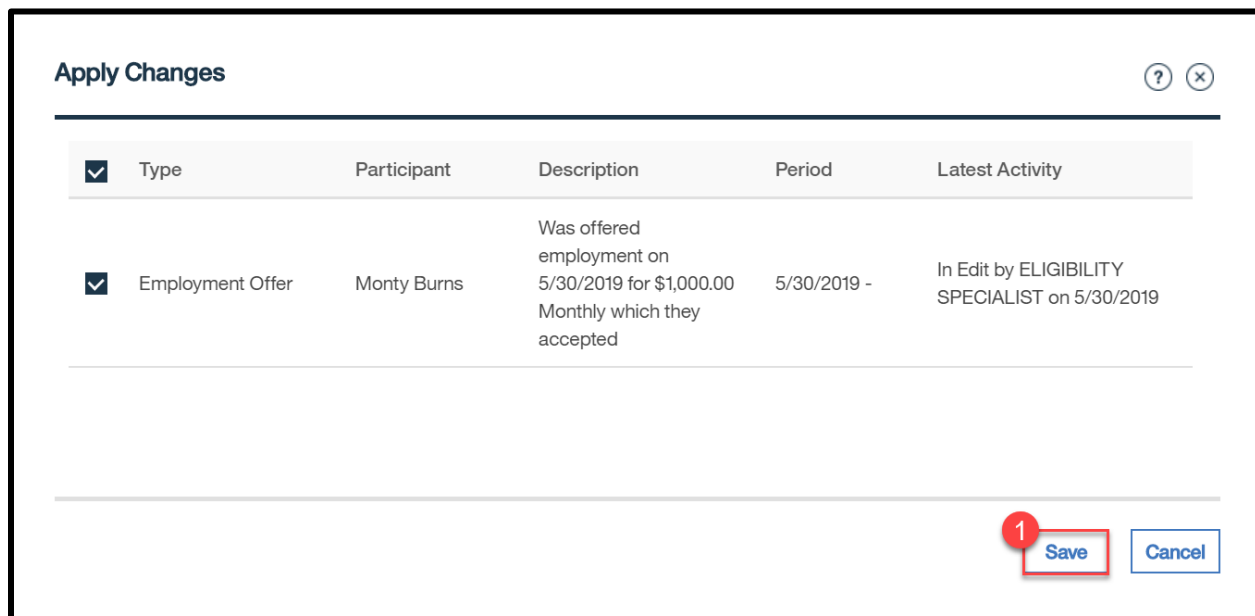 Apply Changes
? ×
Type Participant Description Period Latest Activity
Employment Offer Monty Burns
Was offered
employment on
5/30/2019 for $1,000.00
Monthly which they
accepted
5/30/2019 -
In Edit by ELIGIBILITY
SPECIALIST on 5/30/2019
1
Save Cancel